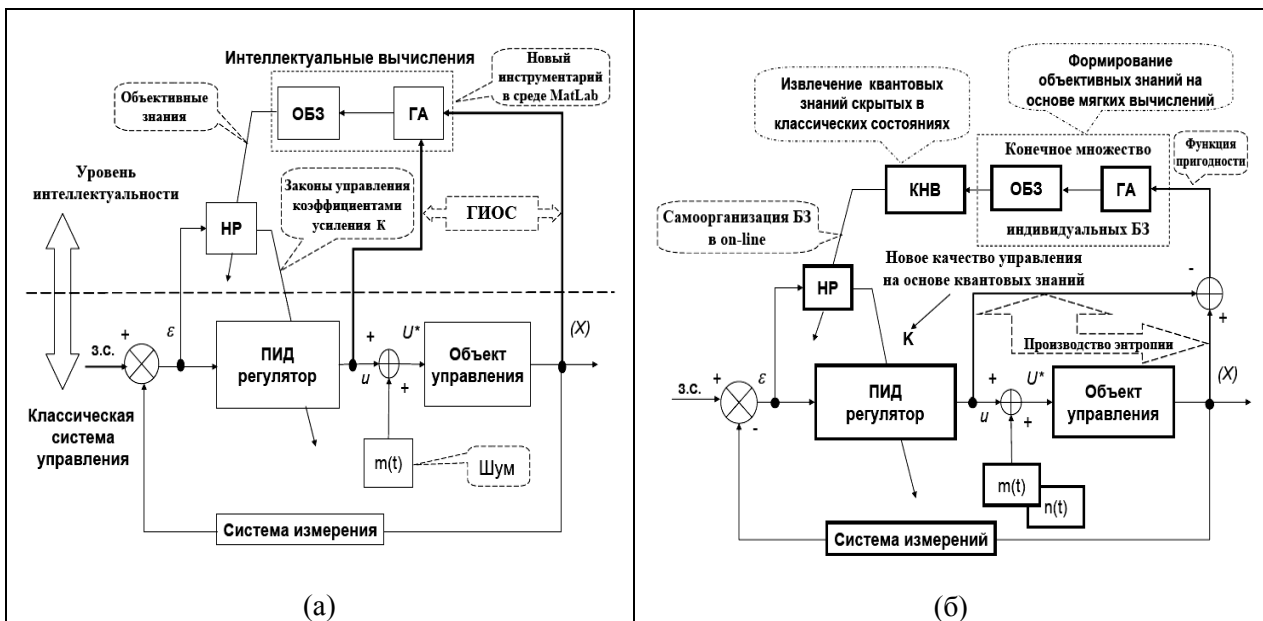 Интеллектуальные вычисления
Новый
инструментарий
в среде MatLab
Объективные
знания
ОБЗ
ГА
Уровень
интеллектуальности
Законы управления
коэффициентами
усиления К
ГИОС
НР
ε
+
з.с.
ПИД
регулятор
+
u
U*
+
Объект
управления
(X)
Классическая
система
управления
m(t)
Шум
Система измерения
(а)
Извлечение квантовых
знаний скрытых в
классических состояниях
Формирование
объективных знаний на
основе мягких вычислений
Функция
пригодности
Конечное множество
КНВ
ОБЗ
ГА
индивидуальных БЗ
Самоорганизация БЗ
в on-line
Новое качество управления
на основе квантовых знаний
НР
К
-
+
Производство энтропии
з.с.
+
-
ε
ПИД
регулятор
+
u
U*
+
Объект
управления
(X)
m(t)
n(t)
Система измерений
(б)